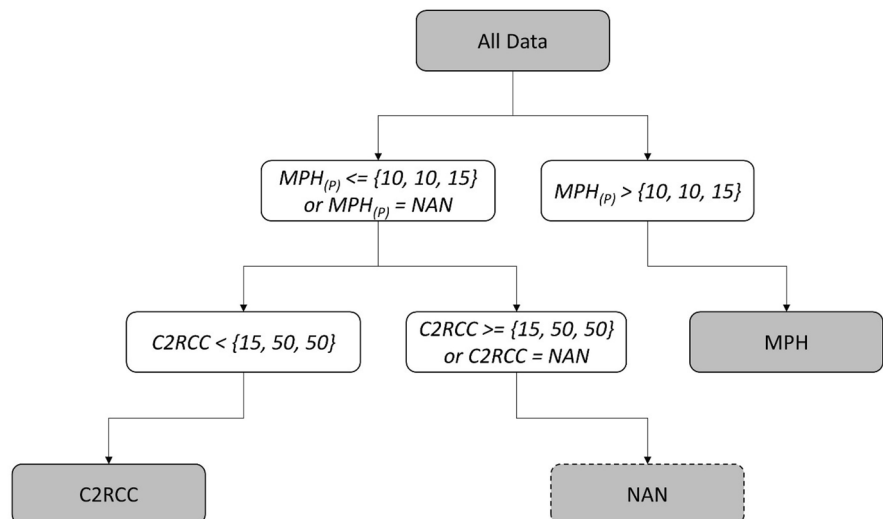 All Data
MPH(P) <= {10, 10, 15}
or MPH(P) = NAN
MPH(P) > {10, 10, 15}
C2RCC < {15, 50, 50}
C2RCC >= {15, 50, 50}
or C2RCC = NAN
MPH
C2RCC
NAN